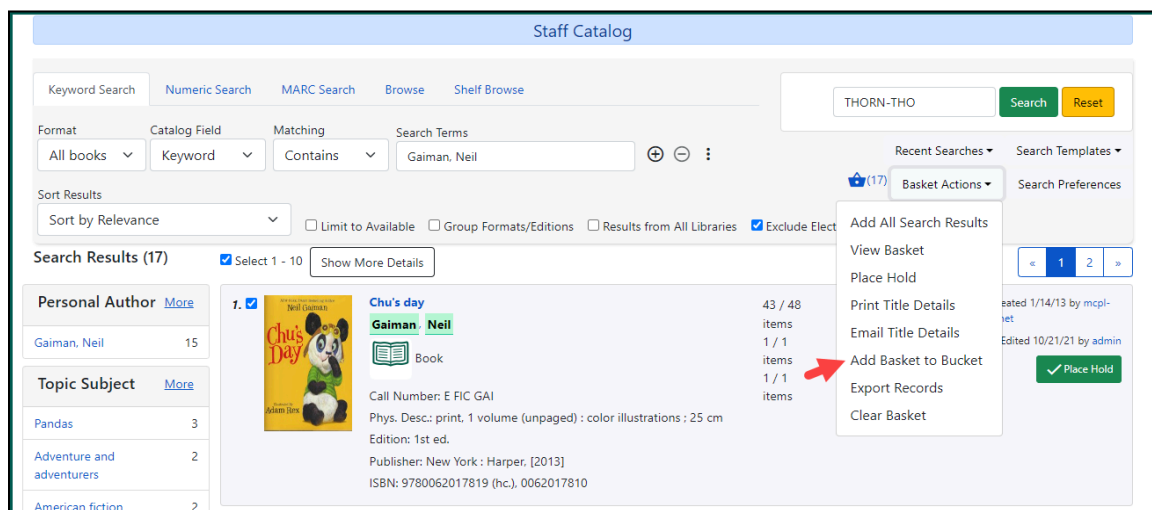 Staff Catalog
Keyword Search Numeric Search MARC Search Browse Shelf Browse
THORN-THO Search Reset
Format Catalog Field Matching Search Terms
All books Keyword Contains Gaiman, Neil
Recent Searches Search Templates
(17) Basket Actions Search Preferences
Sort Results
Sort by Relevance Limit to Available Group Formats/Editions Results from All Libraries Exclude Elect
Add All Search Results
View Basket
Place Hold
Print Title Details
Email Title Details
Add Basket to Bucket
Export Records
Clear Basket
Search Results (17) Select 1 - 10 Show More Details « 1 2 »
Personal Author More
Gaiman, Neil 15
Topic Subject More
Pandas 3
Adventure and 2
adventurers
American fiction 2
1.
Neil Gaiman
Chu's
Day
Adam Rex
Chu's day
Gaiman, Neil
Book
Call Number: E FIC GAI
Phys. Desc.: print, 1 volume (unpaged) : color illustrations ; 25 cm
Edition: 1st ed.
Publisher: New York : Harper, [2013]
ISBN: 9780062017819 (hc.), 0062017810
43 / 48
items
1 / 1
items
1 / 1
items
eated 1/14/13 by mcpl-
net
Edited 10/21/21 by admin
Place Hold